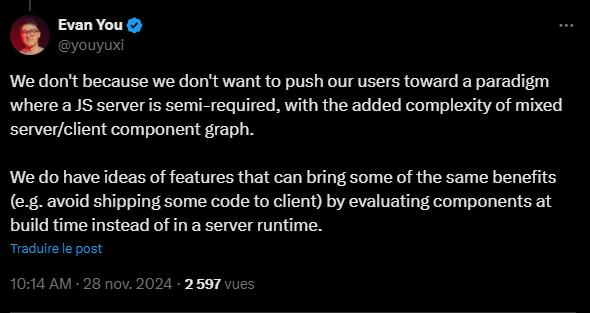 Evan You
@youyuxi
We don't because we don't want to push our users toward a paradigm
where a JS server is semi-required, with the added complexity of mixed
server/client component graph.
We do have ideas of features that can bring some of the same benefits
(e.g. avoid shipping some code to client) by evaluating components at
build time instead of in a server runtime.
Traduire le post
10:14 AM · 28 nov. 2024 · 2 597 vues